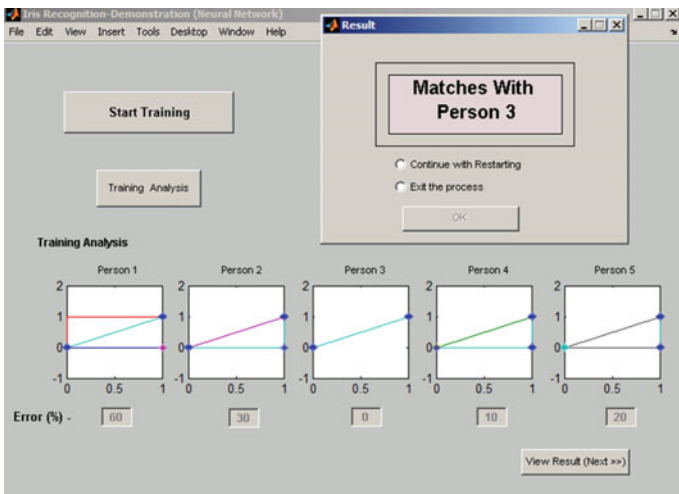 Iris Recognition-Demonstration (Neural Network)
File Edit View Insert Tools Desktop Window Help
Result
Matches With
Person 3
Continue with Restarting
Exit the process
OK
Start Training
Training Analysis
Training Analysis
Person 1 Person 2 Person 3 Person 4 Person 5
2 2 2 2 2
1 1 1 1 1
0 0 0 0 0
-1 -1 -1 -1 -1
0 0.5 1 0 0.5 1 0 0.5 1 0 0.5 1 0 0.5 1
Error (%) - 60 30 0 10 20
View Result (Next >>)